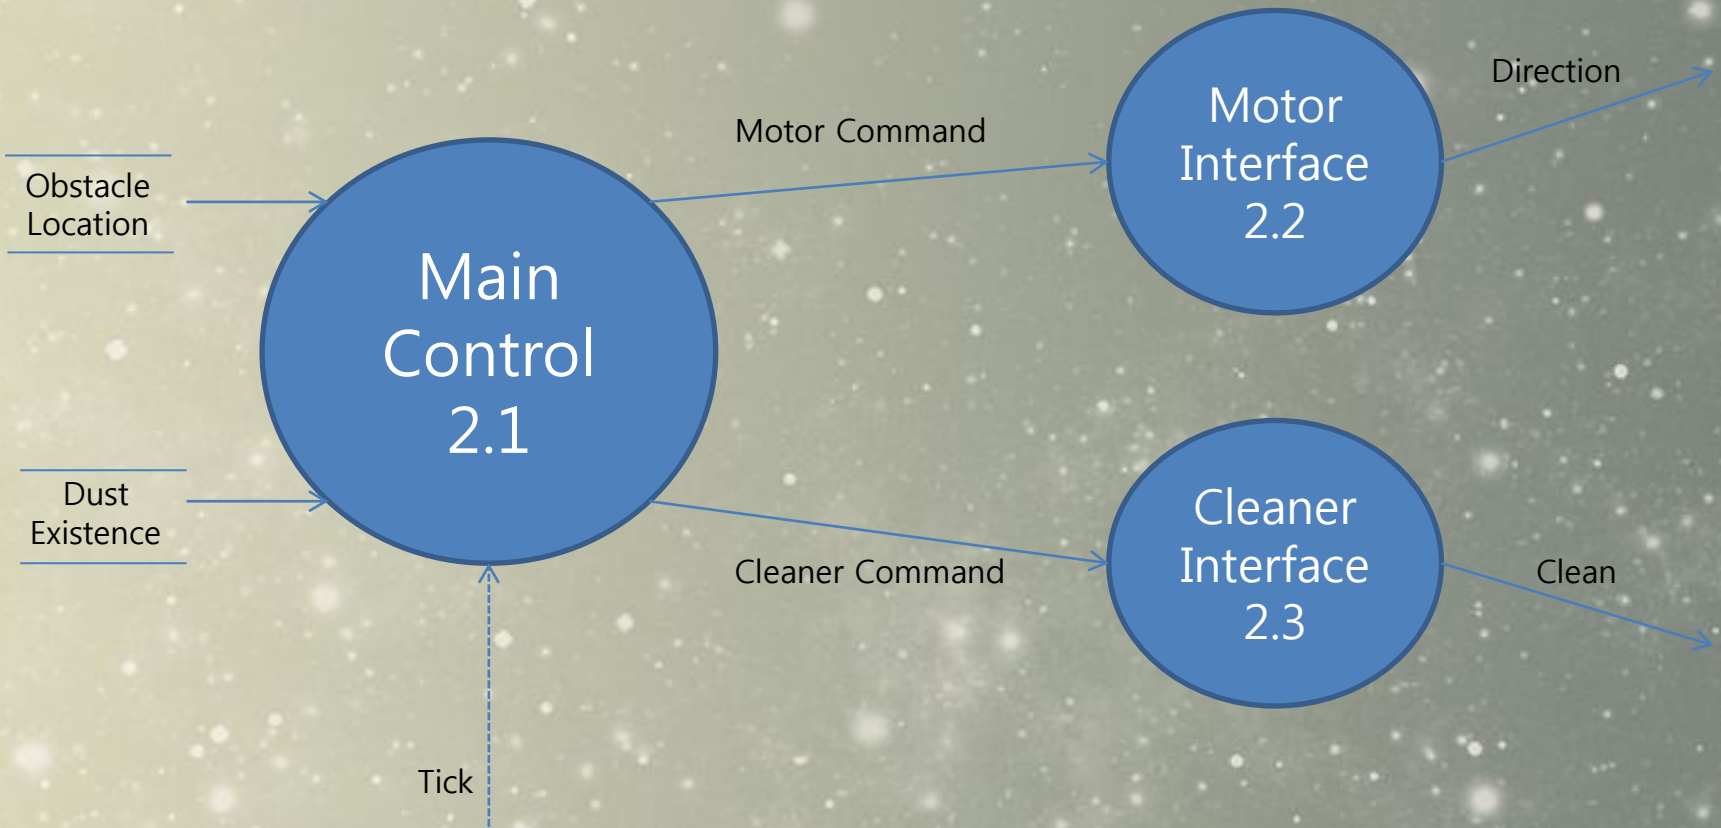 Obstacle
Location
Dust
Existence
Main
Control
2.1
Tick
Motor Command
Cleaner Command
Motor
Interface
2.2
Cleaner
Interface
2.3
Direction
Clean